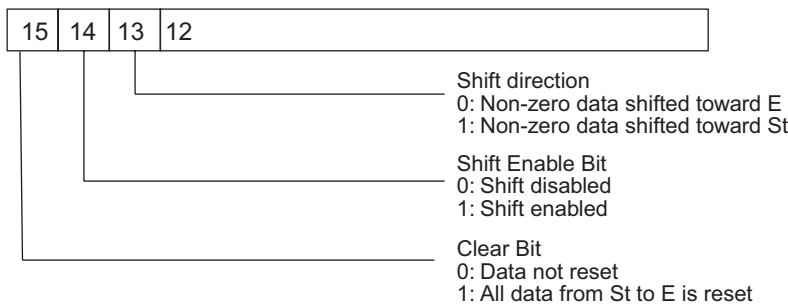 15 14 13 12
Shift direction
0: Non-zero data shifted toward E
1: Non-zero data shifted toward St
Shift Enable Bit
0: Shift disabled
1: Shift enabled
Clear Bit
0: Data not reset
1: All data from St to E is reset